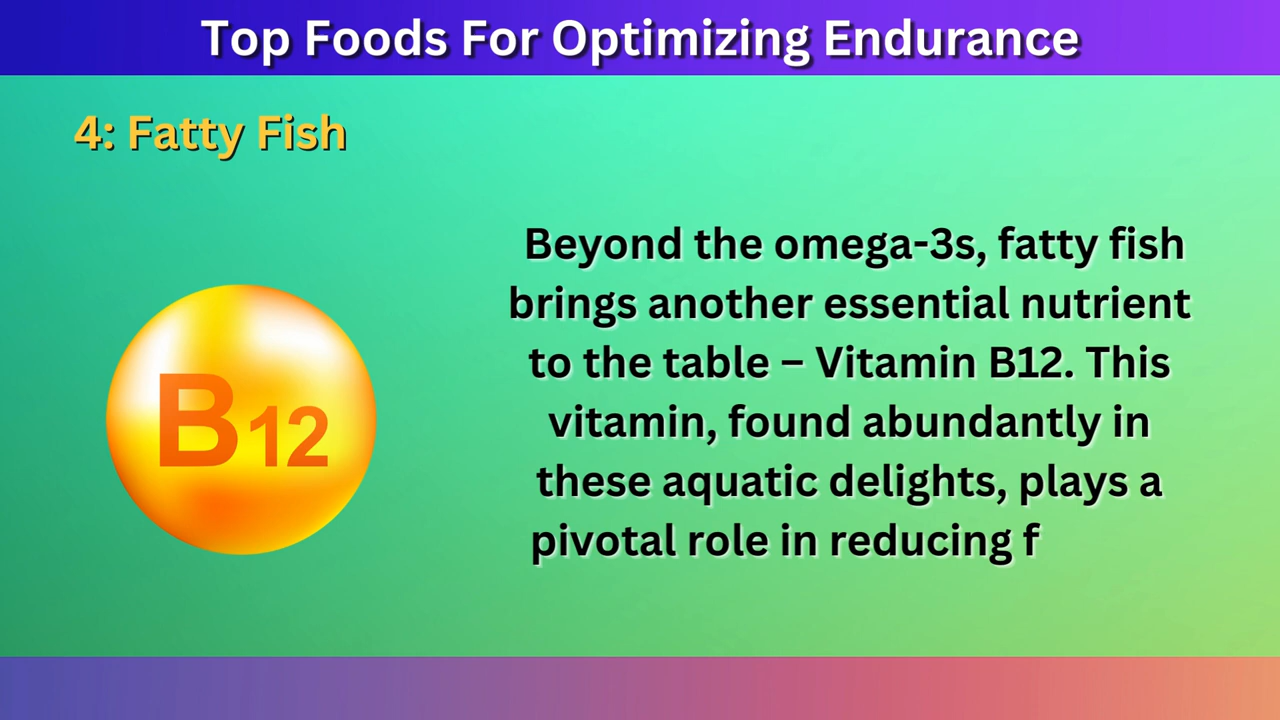 Top Foods For Optimizing Endurance
4: Fatty Fish
B12
Beyond the omega-3s, fatty fish
brings another essential nutrient
to the table – Vitamin B12. This
vitamin, found abundantly in
these aquatic delights, plays a
pivotal role in reducing f